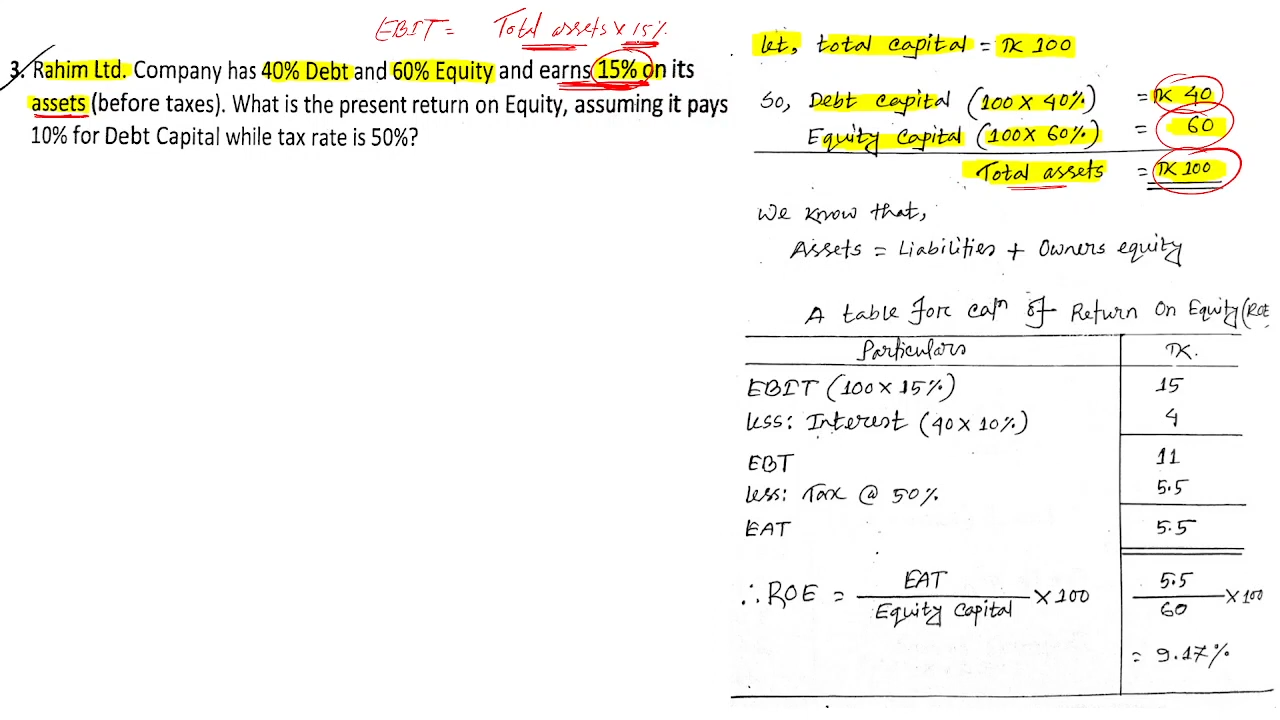 EBIT = Total assets x 15%
3. Rahim Ltd. Company has 40% Debt and 60% Equity and earns 15% on its
assets (before taxes). What is the present return on Equity, assuming it pays
10% for Debt Capital while tax rate is 50%?
let, total capital = TK 100
So, Debt capital (100 X 40%) = TK 40
Equity capital (100X 60%) = 60
Total assets = TK 100
We know that,
Assets = Liabilities + Owners equity
A table for caln of Return On Equity (ROE
Particulars TK.
EBIT (100 x 15%) 15
less: Interest (40 x 10%) 4
EBT 11
less: Tax @ 50% 5.5
EAT 5.5
∴ ROE = EAT / Equity Capital X 100 5.5 / 60 X 100
= 9.17%